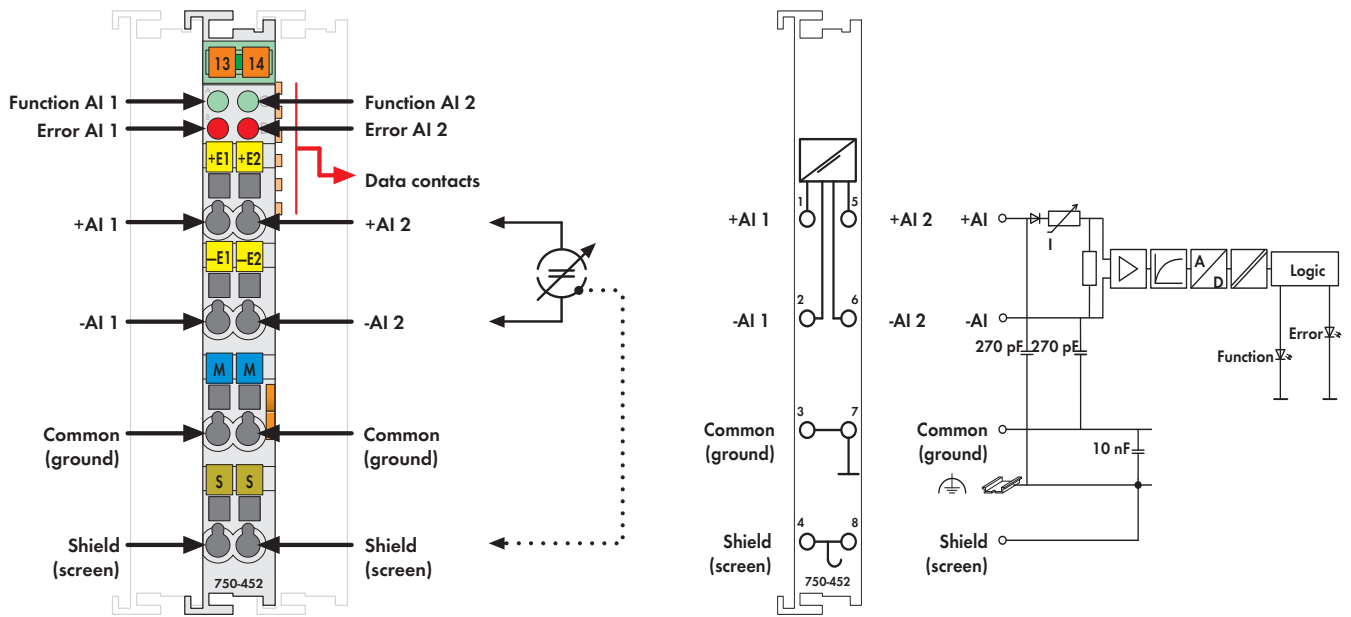 13 14
Function AI 1
Function AI 2
Error AI 1
Error AI 2
+E1 +E2
Data contacts
+AI 1
+AI 2
–E1 –E2
-AI 1
-AI 2
M M
Common
(ground)
Common
(ground)
S S
Shield
(screen)
Shield
(screen)
750-452
1 5
+AI 1
+AI 2
2 6
-AI 1
-AI 2
3 7
Common
(ground)
4 8
Shield
(screen)
750-452
+AI
I
A
D
Logic
-AI
270 pF 270 pF
Function
Error
Common
(ground)
10 nF
Shield
(screen)